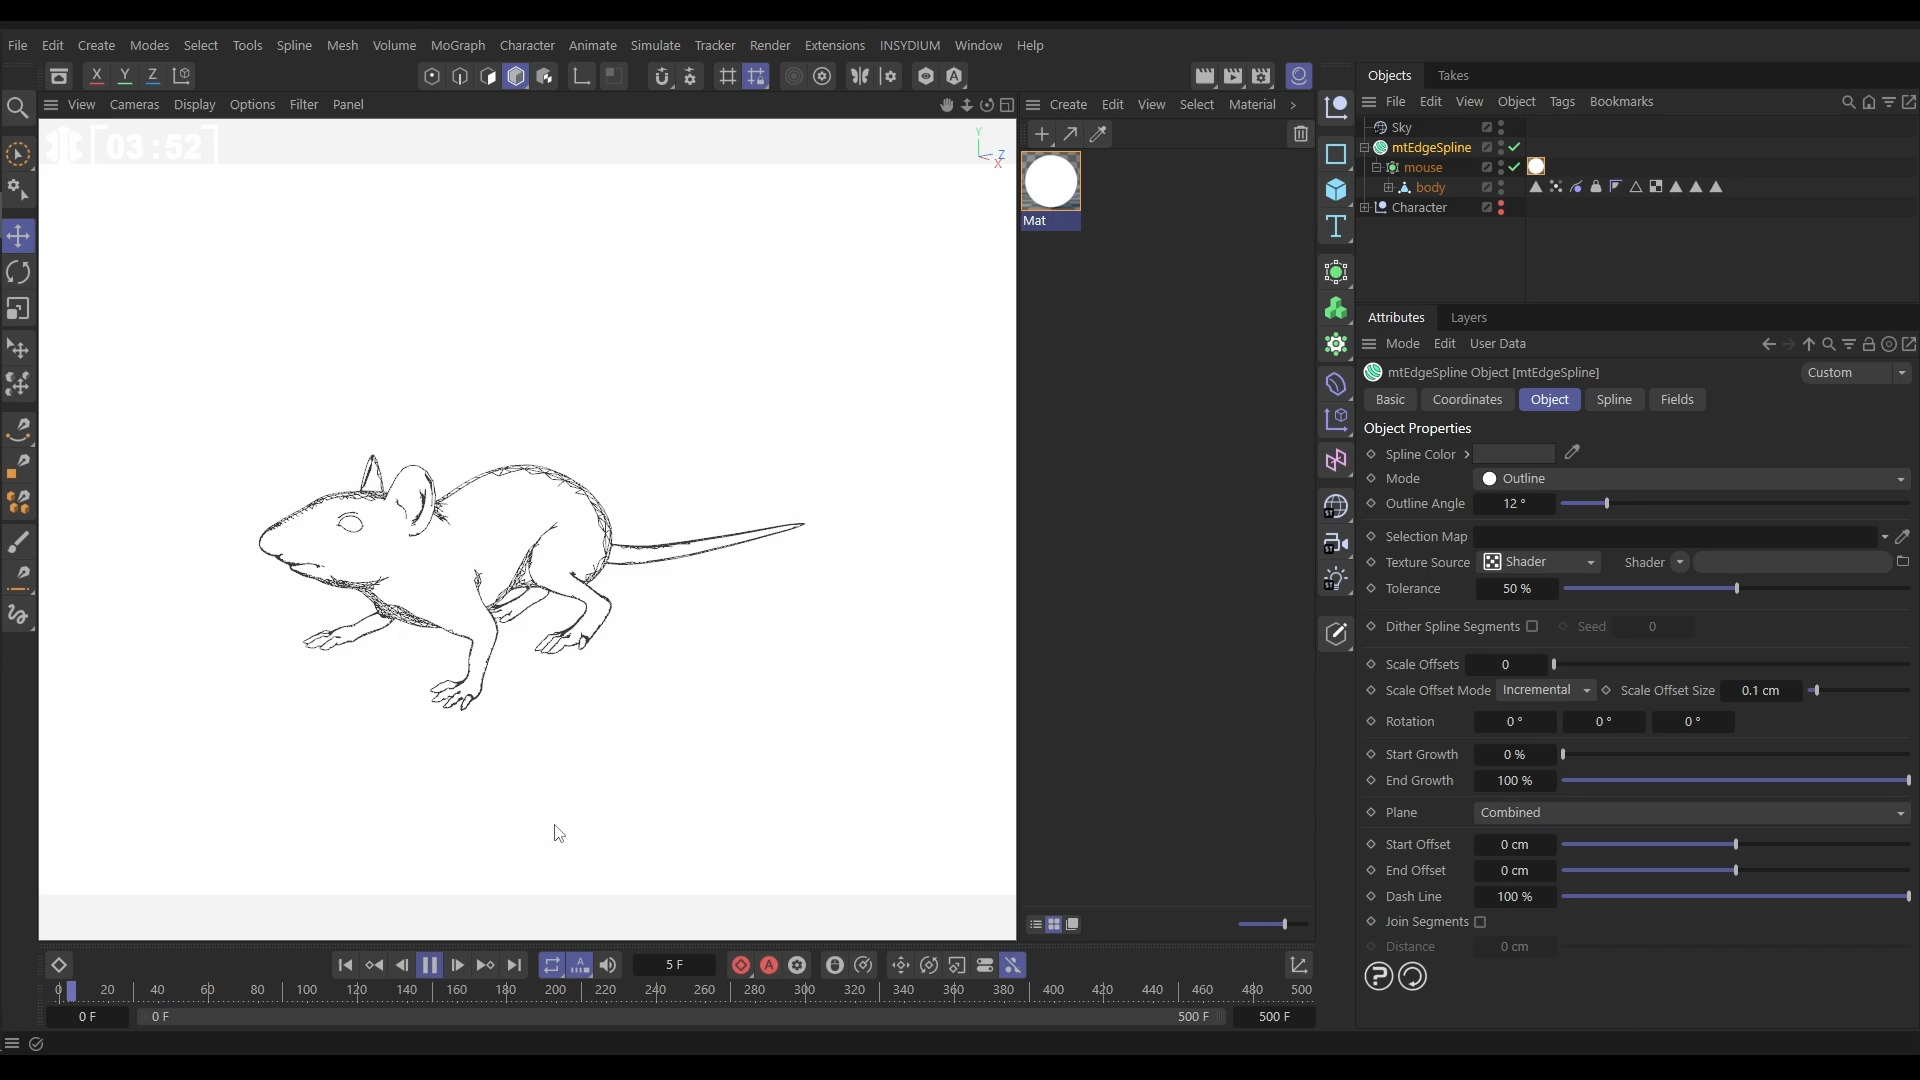 File Edit Create Modes Select Tools Spline Mesh Volume MoGraph Character Animate Simulate Tracker Render Extensions INSYDIUM Window Help
X Y Z
Objects Takes
View Cameras Display Options Filter Panel
Create Edit View Select Material >
File Edit View Object Tags Bookmarks
03:52
Y
Z
X
Mat
Sky
mtEdgeSpline
mouse
body
Character
Attributes Layers
Mode Edit User Data
mtEdgeSpline Object [mtEdgeSpline] Custom
Basic Coordinates Object Spline Fields
Object Properties
Spline Color >
Mode Outline
Outline Angle 12 °
Selection Map
Texture Source Shader Shader
Tolerance 50 %
Dither Spline Segments Seed 0
Scale Offsets 0
Scale Offset Mode Incremental Scale Offset Size 0.1 cm
Rotation 0 ° 0 ° 0 °
Start Growth 0 %
End Growth 100 %
Plane Combined
Start Offset 0 cm
End Offset 0 cm
Dash Line 100 %
Join Segments
Distance 0 cm
5 F
0 20 40 60 80 100 120 140 160 180 200 220 240 260 280 300 320 340 360 380 400 420 440 460 480 500
0 F 0 F 500 F 500 F